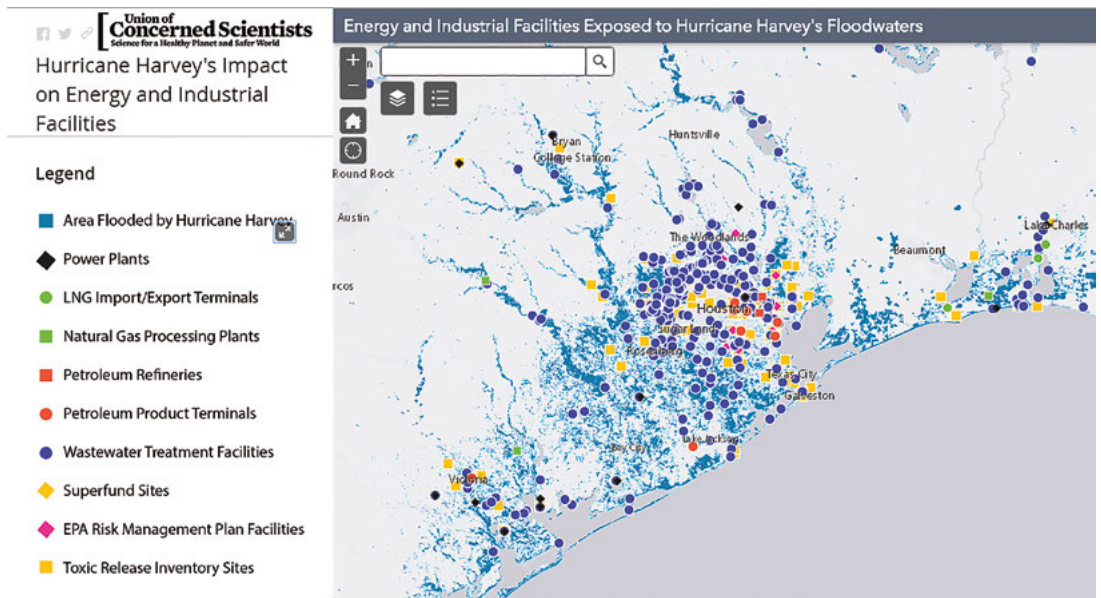 Union of
Concerned Scientists
Science for a Healthy Planet and Safer World
Hurricane Harvey's Impact
on Energy and Industrial
Facilities
Legend
Area Flooded by Hurricane Harvey
Power Plants
LNG Import/Export Terminals
Natural Gas Processing Plants
Petroleum Refineries
Petroleum Product Terminals
Wastewater Treatment Facilities
Superfund Sites
EPA Risk Management Plan Facilities
Toxic Release Inventory Sites
Energy and Industrial Facilities Exposed to Hurricane Harvey's Floodwaters
+
n
−
Huntsville
Bryan
College Station
Round Rock
Austin
Lake Charles
The Woodlands
Beaumont
rcos
Houston
Sugar Land
Rosenberg
Texas City
Galveston
Lake Jackson
Bay City
Victoria